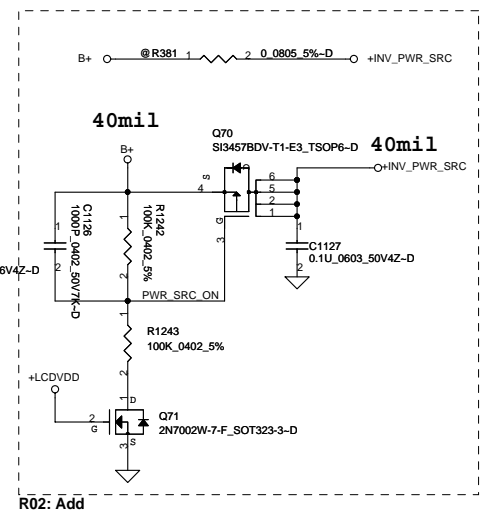 B+
@R381
1
2
0_0805_5%~D
+INV_PWR_SRC
40mil
B+
Q70
SI3457BDV-T1-E3_TSOP6~D
40mil
+INV_PWR_SRC
S
4
G
3
6
5
2
1
1
C1126
1000P_0402_50V7K~D
2
1
R1242
100K_0402_5%
2
6V4Z~D
PWR_SRC_ON
1
C1127
0.1U_0603_50V4Z~D
2
1
R1243
100K_0402_5%
2
+LCDVDD
1
D
2
G
Q71
2N7002W-7-F_SOT323-3~D
3
S
R02: Add